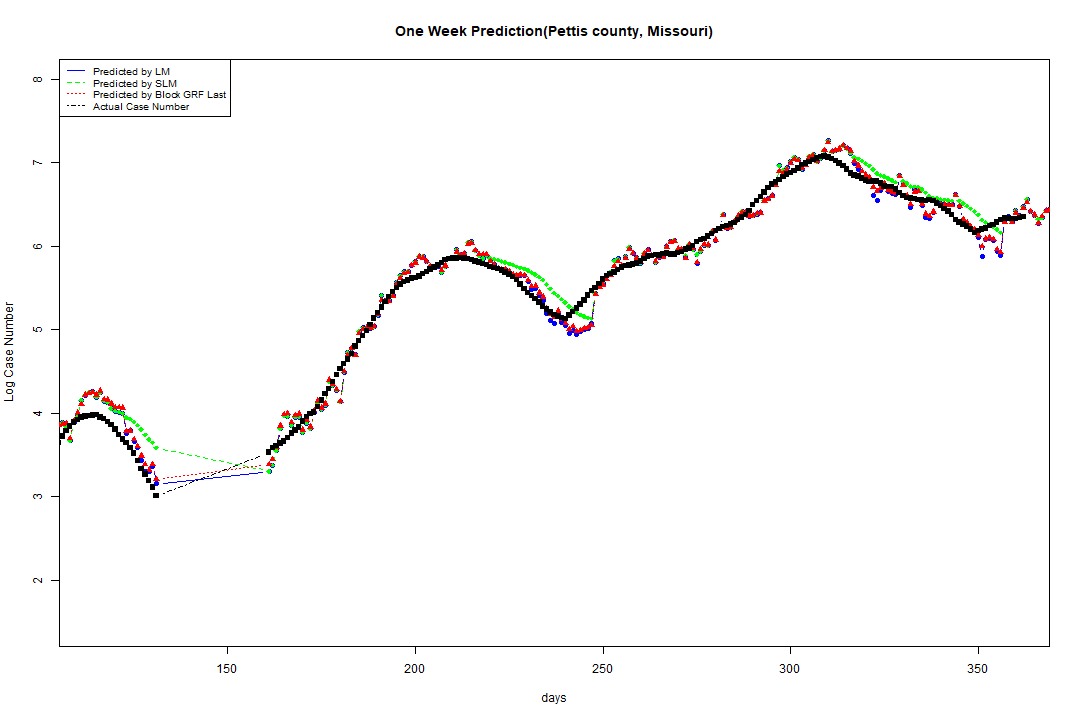 One Week Prediction(Pettis county, Missouri)
Predicted by LM
Predicted by SLM
Predicted by Block GRF Last
Actual Case Number
8
7
6
5
4
3
2
Log Case Number
150
200
250
300
350
days